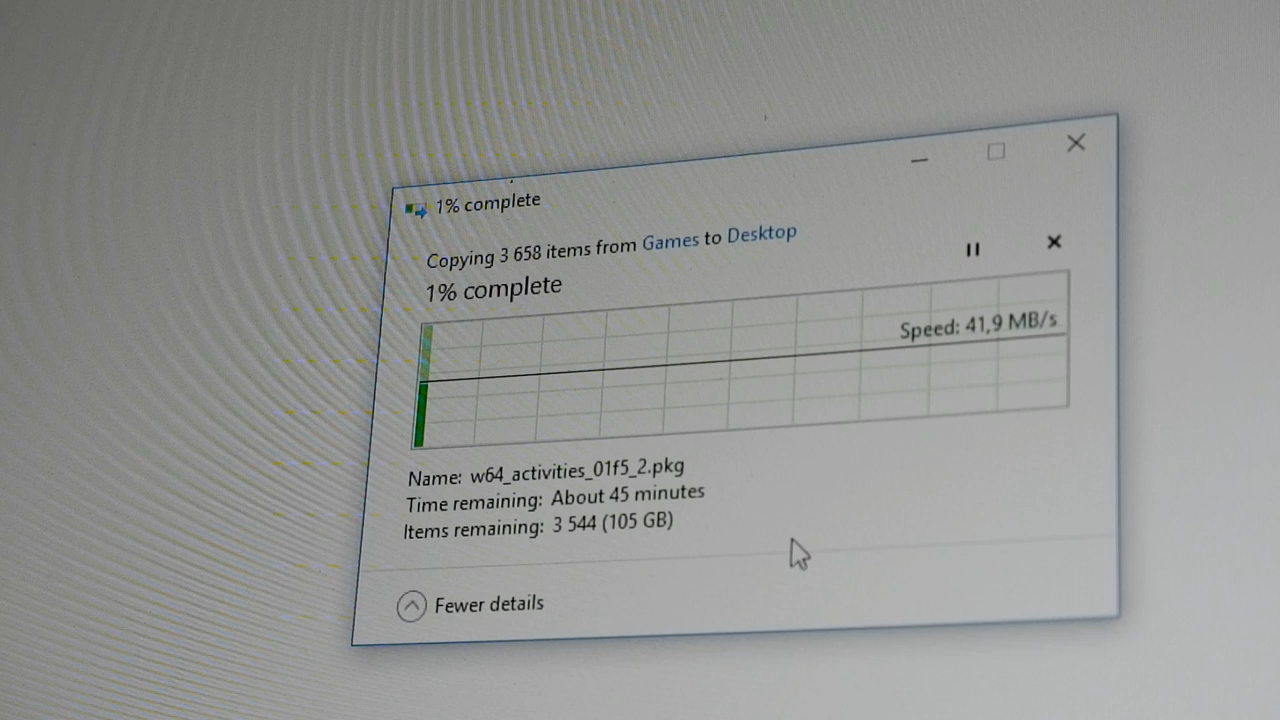 1% complete
Copying 3 658 items from Games to Desktop
1% complete
Speed: 41,9 MB/s
Name: w64_activities_01f5_2.pkg
Time remaining: About 45 minutes
Items remaining: 3 544 (105 GB)
Fewer details